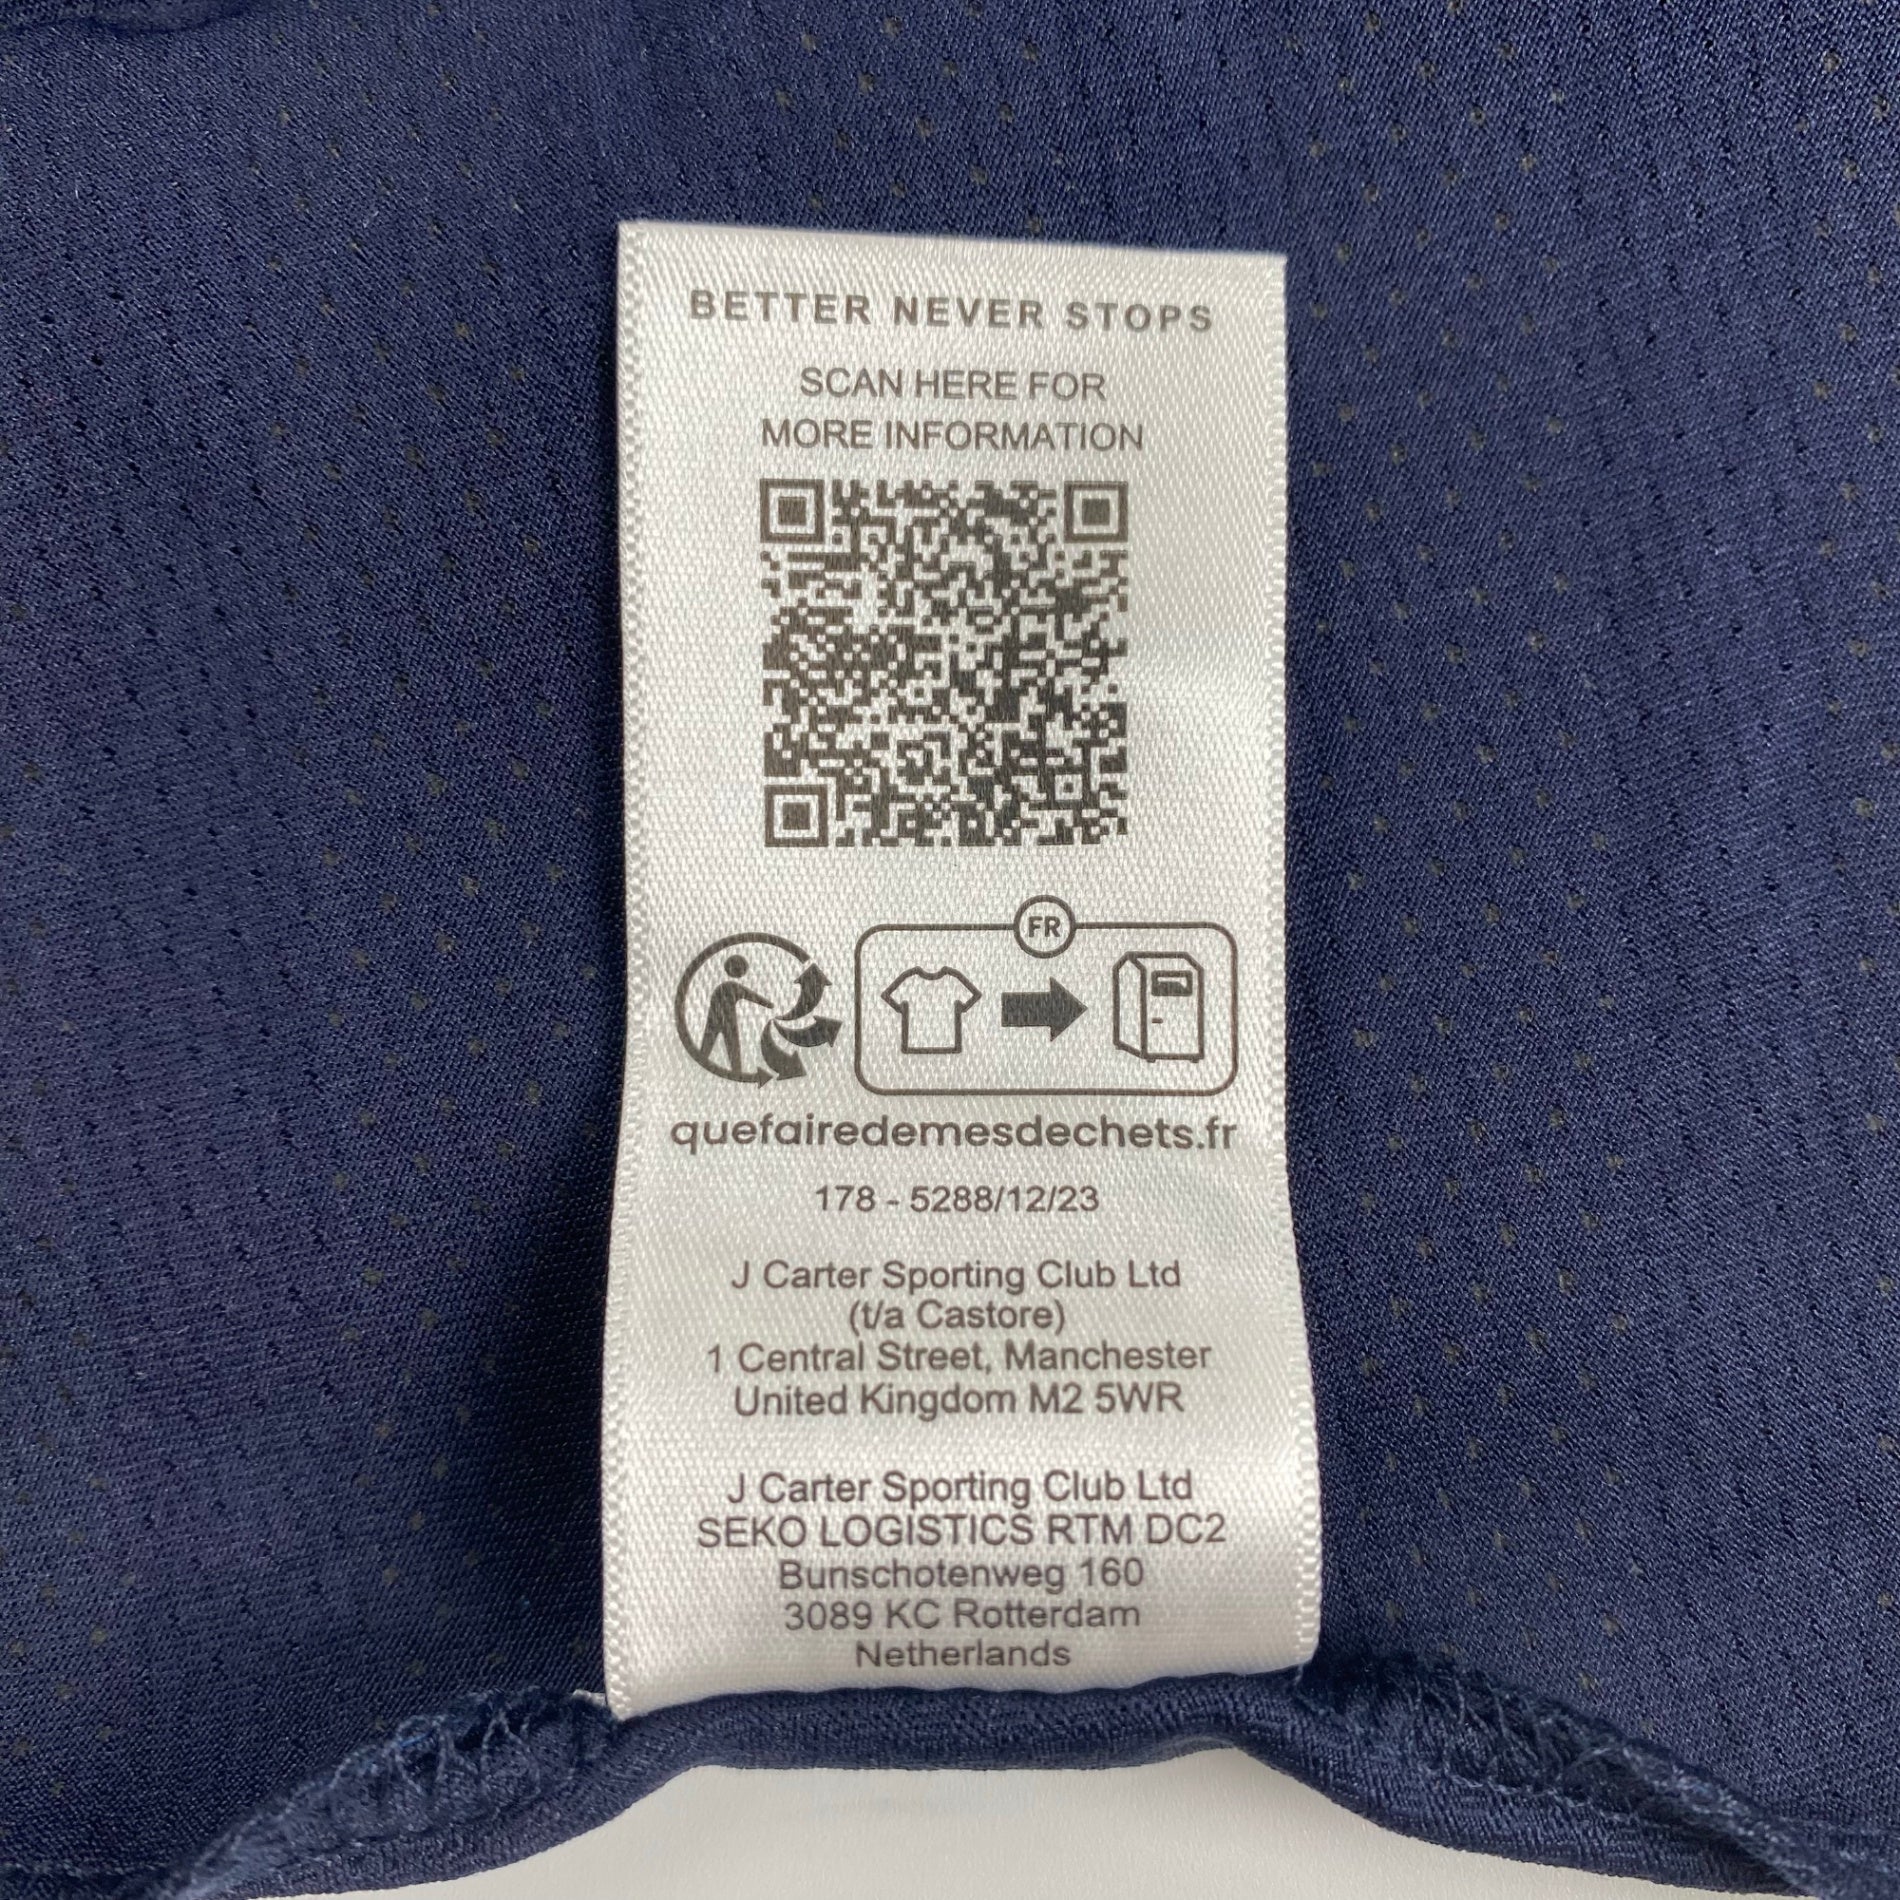 BETTER NEVER STOPS
SCAN HERE FOR
MORE INFORMATION
FR
quefairedemesdechets.fr
178 - 5288/12/23
J Carter Sporting Club Ltd
(t/a Castore)
1 Central Street, Manchester
United Kingdom M2 5WR
J Carter Sporting Club Ltd
SEKO LOGISTICS RTM DC2
Bunschotenweg 160
3089 KC Rotterdam
Netherlands